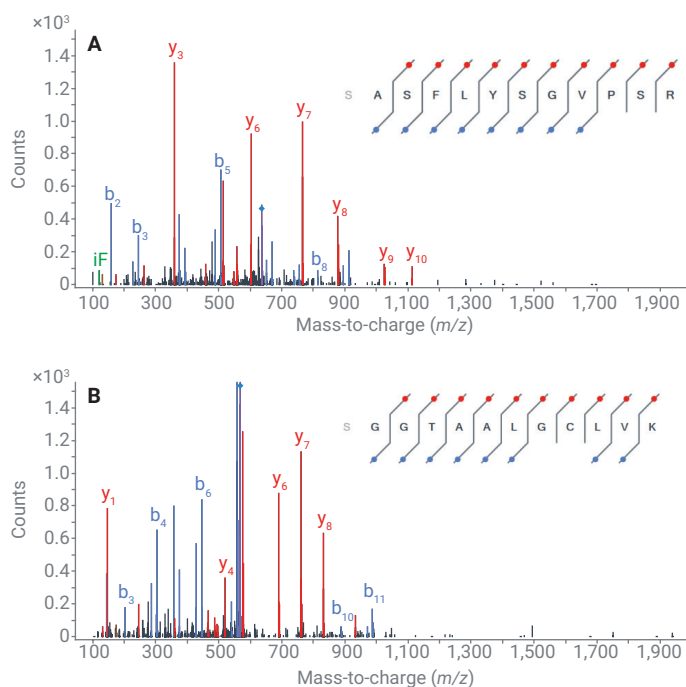 ×10³
A
1.4
1.2
1.0
0.8
0.6
0.4
0.2
0
Counts
iF
b₂
b₃
y₃
b₅
y₆
y₇
b₈
y₈
y₉
y₁₀
S A S F L Y S G V P S R
100 300 500 700 900 1,100 1,300 1,500 1,700 1,900
Mass-to-charge (m/z)
×10³
B
1.4
1.2
1.0
0.8
0.6
0.4
0.2
0
Counts
y₁
b₃
b₄
b₆
y₄
y₆
y₇
y₈
b₁₀
b₁₁
S G G T A A L G C L V K
100 300 500 700 900 1,100 1,300 1,500 1,700 1,900
Mass-to-charge (m/z)